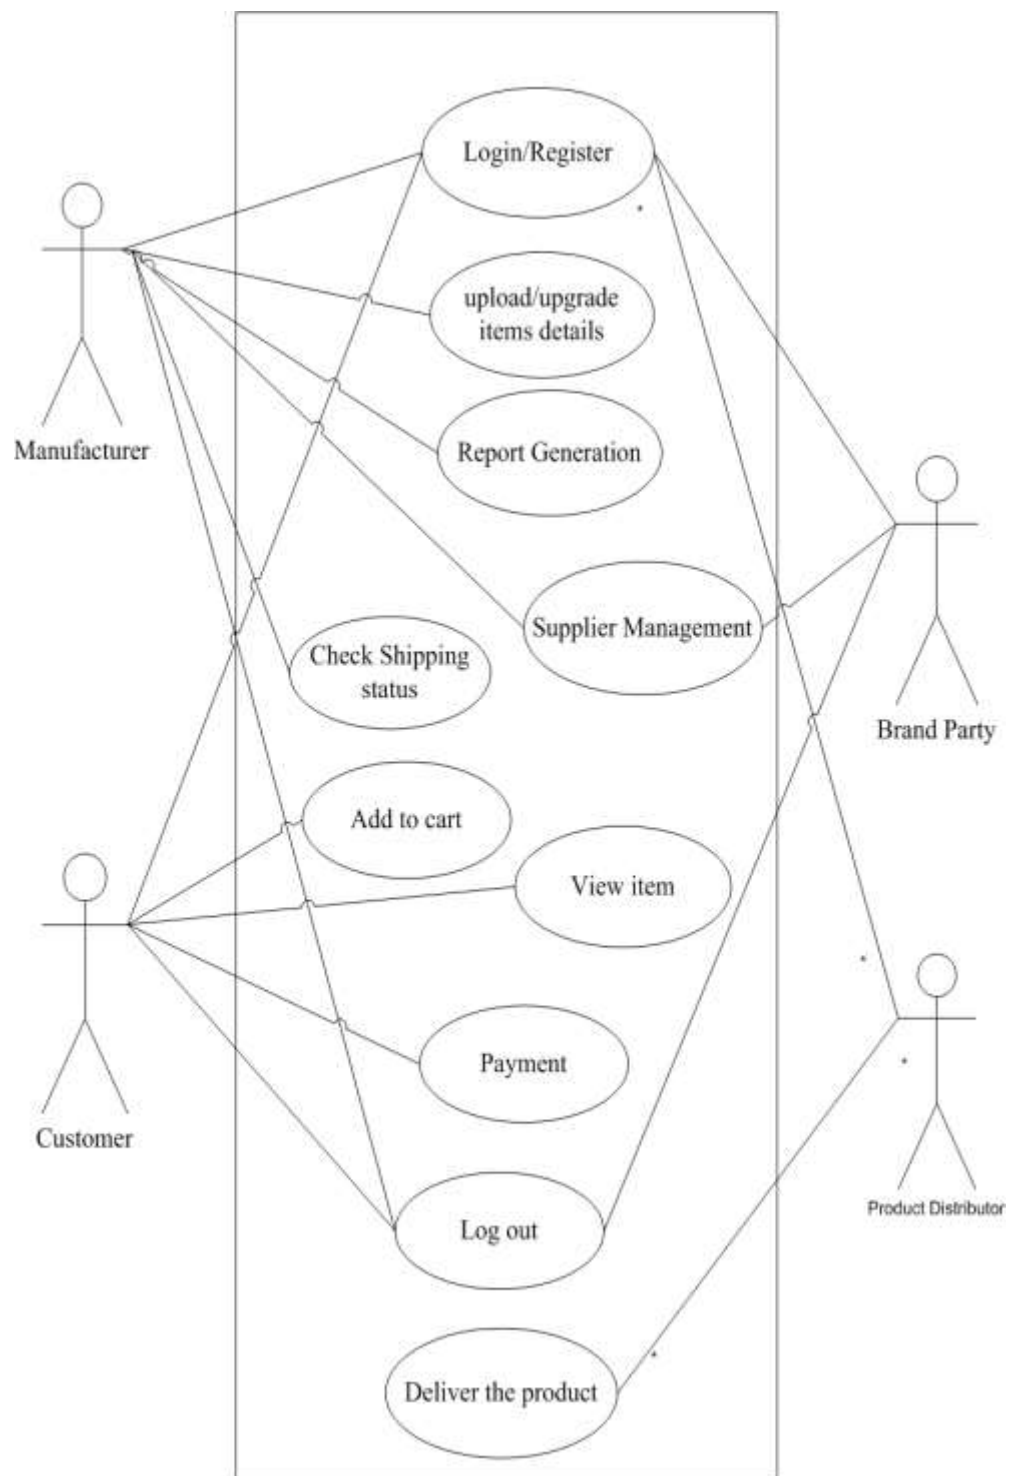 Login/Register
upload/upgrade
items details
Manufacturer
Report Generation
Supplier Management
Check Shipping
status
Brand Party
Add to cart
View item
Payment
Customer
Product Distributor
Log out
Deliver the product